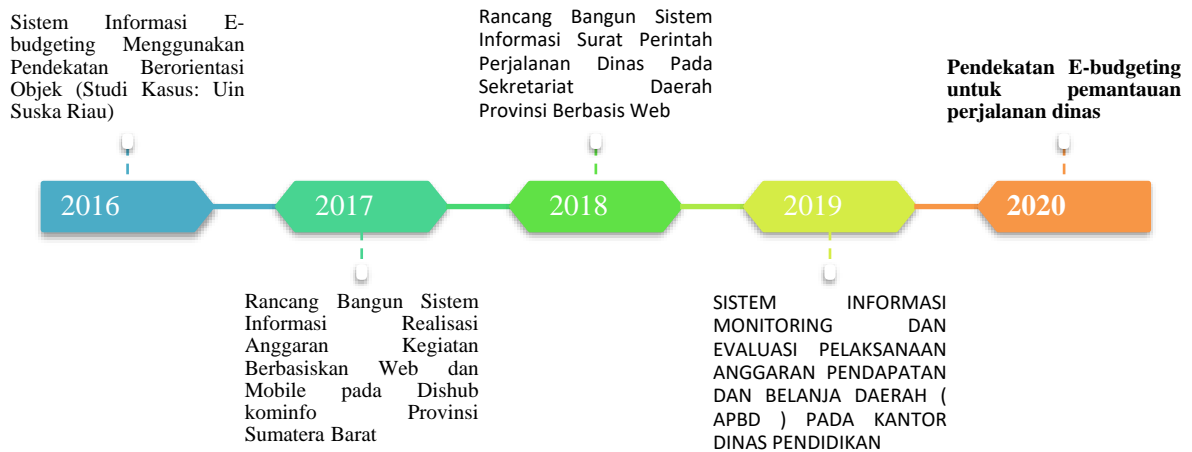 Sistem Informasi E-
budgeting Menggunakan
Pendekatan Berorientasi
Objek (Studi Kasus: Uin
Suska Riau)
Rancang Bangun Sistem
Informasi Surat Perintah
Perjalanan Dinas Pada
Sekretariat Daerah
Provinsi Berbasis Web
Pendekatan E-budgeting
untuk pemantauan
perjalanan dinas
2016
2017
2018
2019
2020
Rancang Bangun Sistem
Informasi Realisasi
Anggaran Kegiatan
Berbasiskan Web dan
Mobile pada Dishub
kominfo Provinsi
Sumatera Barat
SISTEM INFORMASI
MONITORING DAN
EVALUASI PELAKSANAAN
ANGGARAN PENDAPATAN
DAN BELANJA DAERAH (
APBD ) PADA KANTOR
DINAS PENDIDIKAN